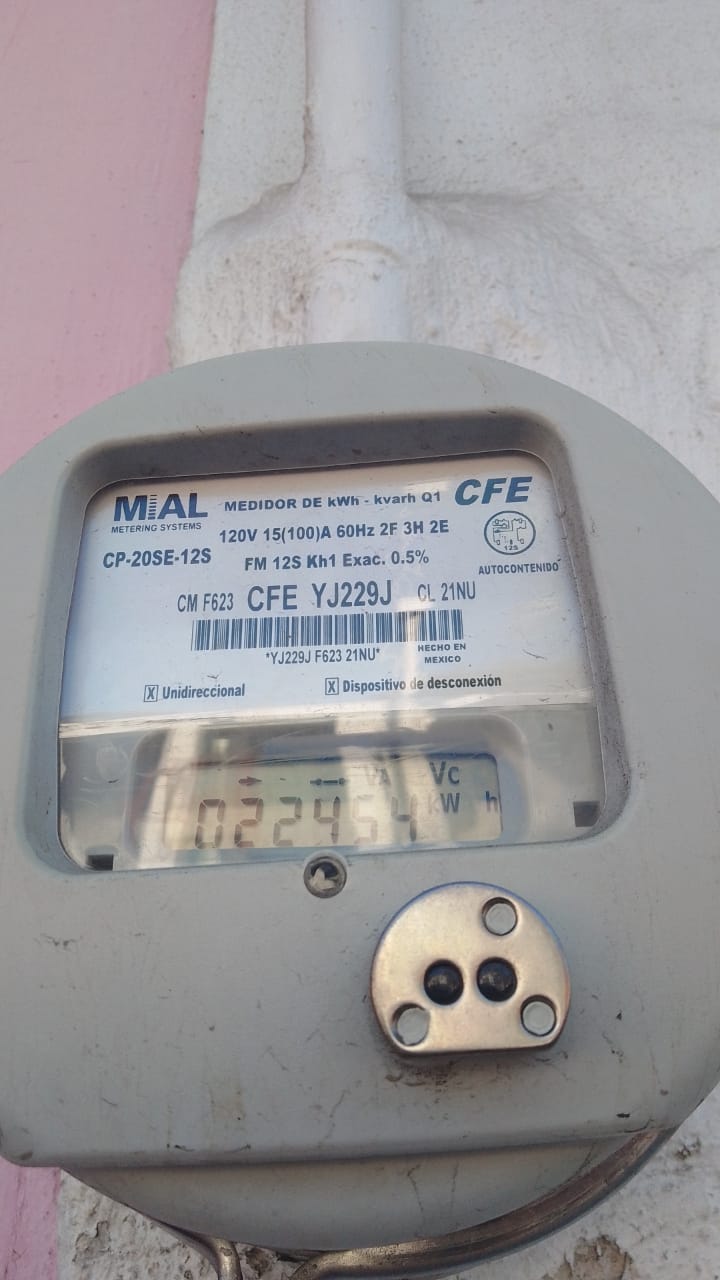 MIAL
METERING SYSTEMS
MEDIDOR DE kWh - kvarh Q1
CFE
120V 15(100)A 60Hz 2F 3H 2E
CP-20SE-12S
FM 12S Kh1 Exac. 0.5%
12S
AUTOCONTENIDO
CM F623 CFE YJ229J CL 21NU
*YJ229J F623 21NU*
HECHO EN
MEXICO
X Unidireccional
X Dispositivo de desconexión
VA Vc
022454 kW h